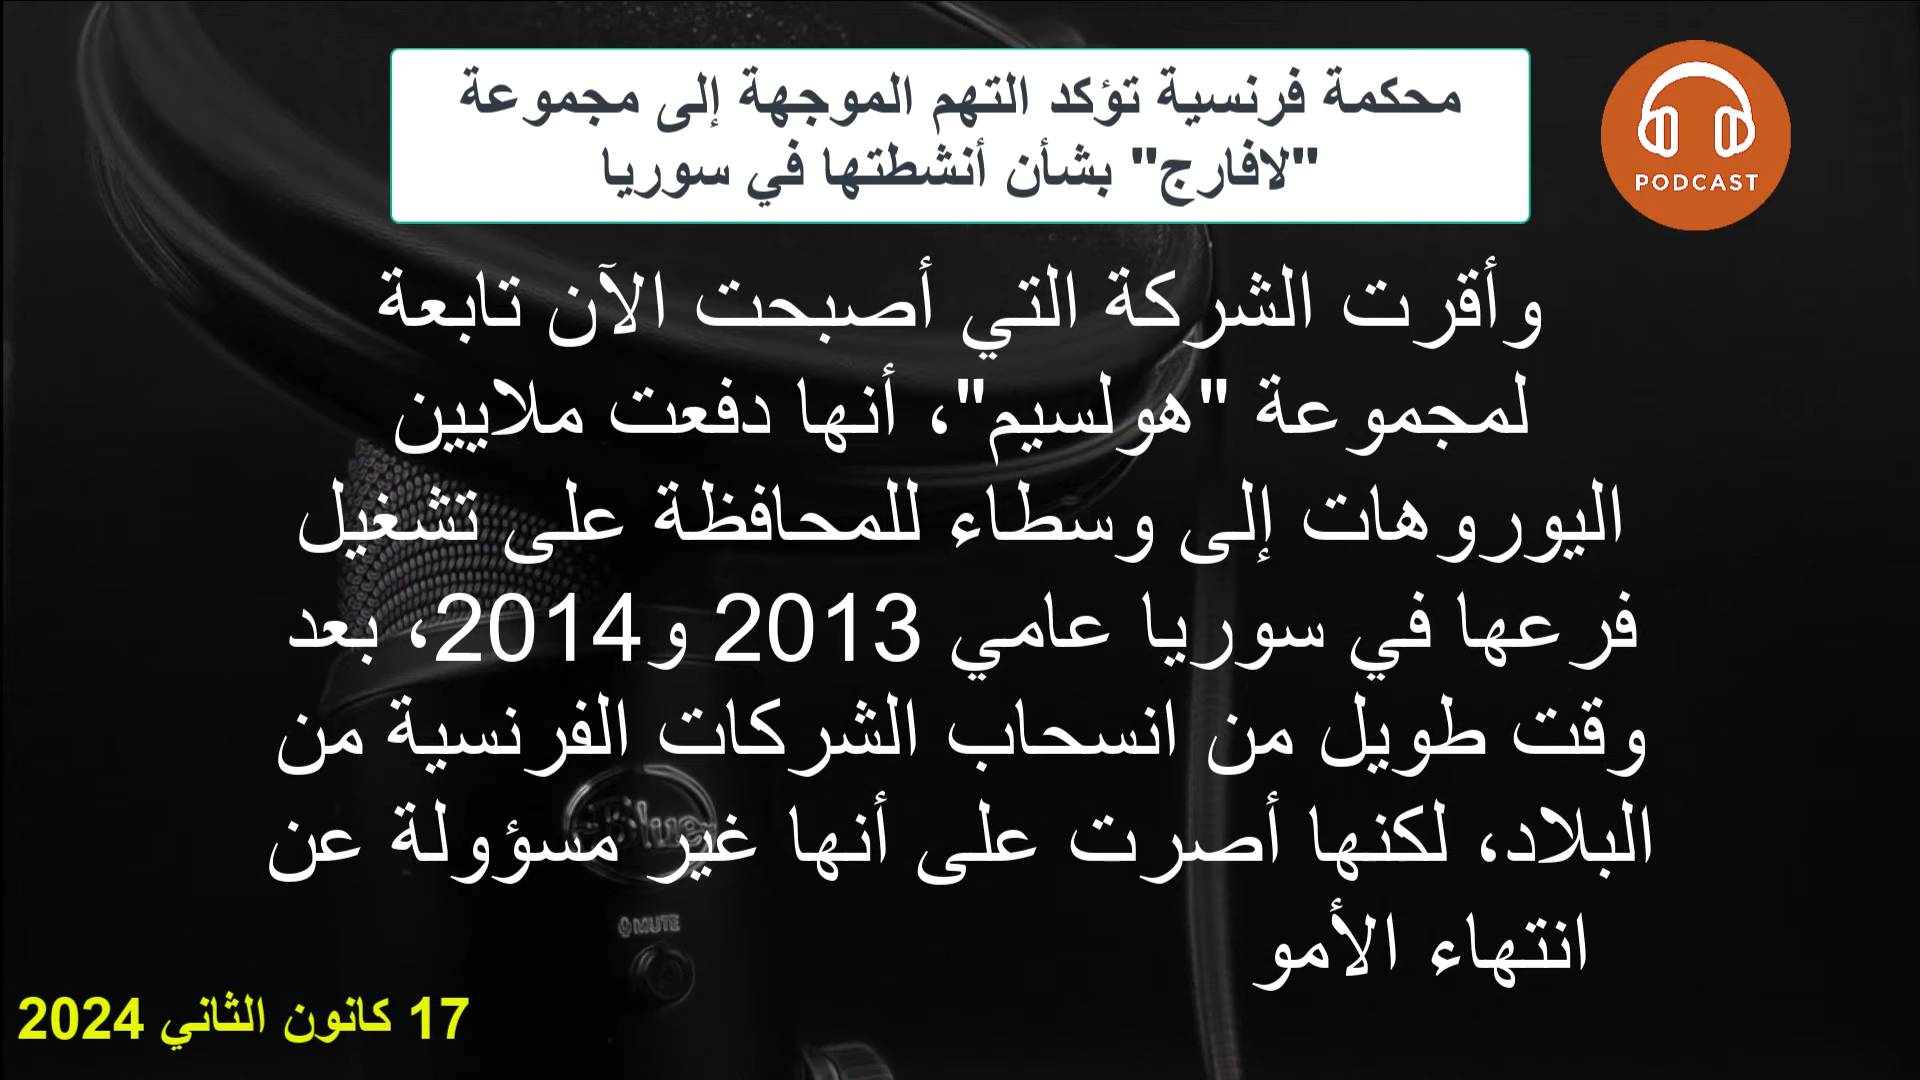 محكمة فرنسية تؤكد التهم الموجهة إلى مجموعة
"لافارج" بشأن أنشطتها في سوريا
PODCAST
وأقرت الشركة التي أصبحت الآن تابعة
لمجموعة "هولسيم"، أنها دفعت ملايين
اليوروهات إلى وسطاء للمحافظة على تشغيل
فرعها في سوريا عامي 2013 و2014، بعد
وقت طويل من انسحاب الشركات الفرنسية من
البلاد، لكنها أصرت على أنها غير مسؤولة عن
انتهاء الأمو
Blue
MUTE
17 كانون الثاني 2024